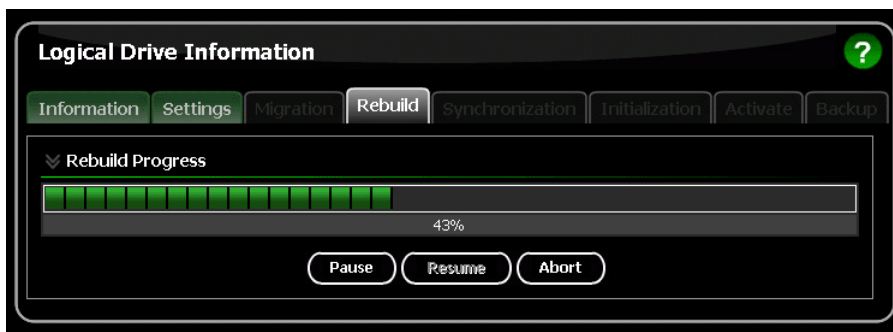 Logical Drive Information
?
Information Settings Migration Rebuild Synchronization Initialization Activate Backup
Rebuild Progress
43%
Pause Resume Abort